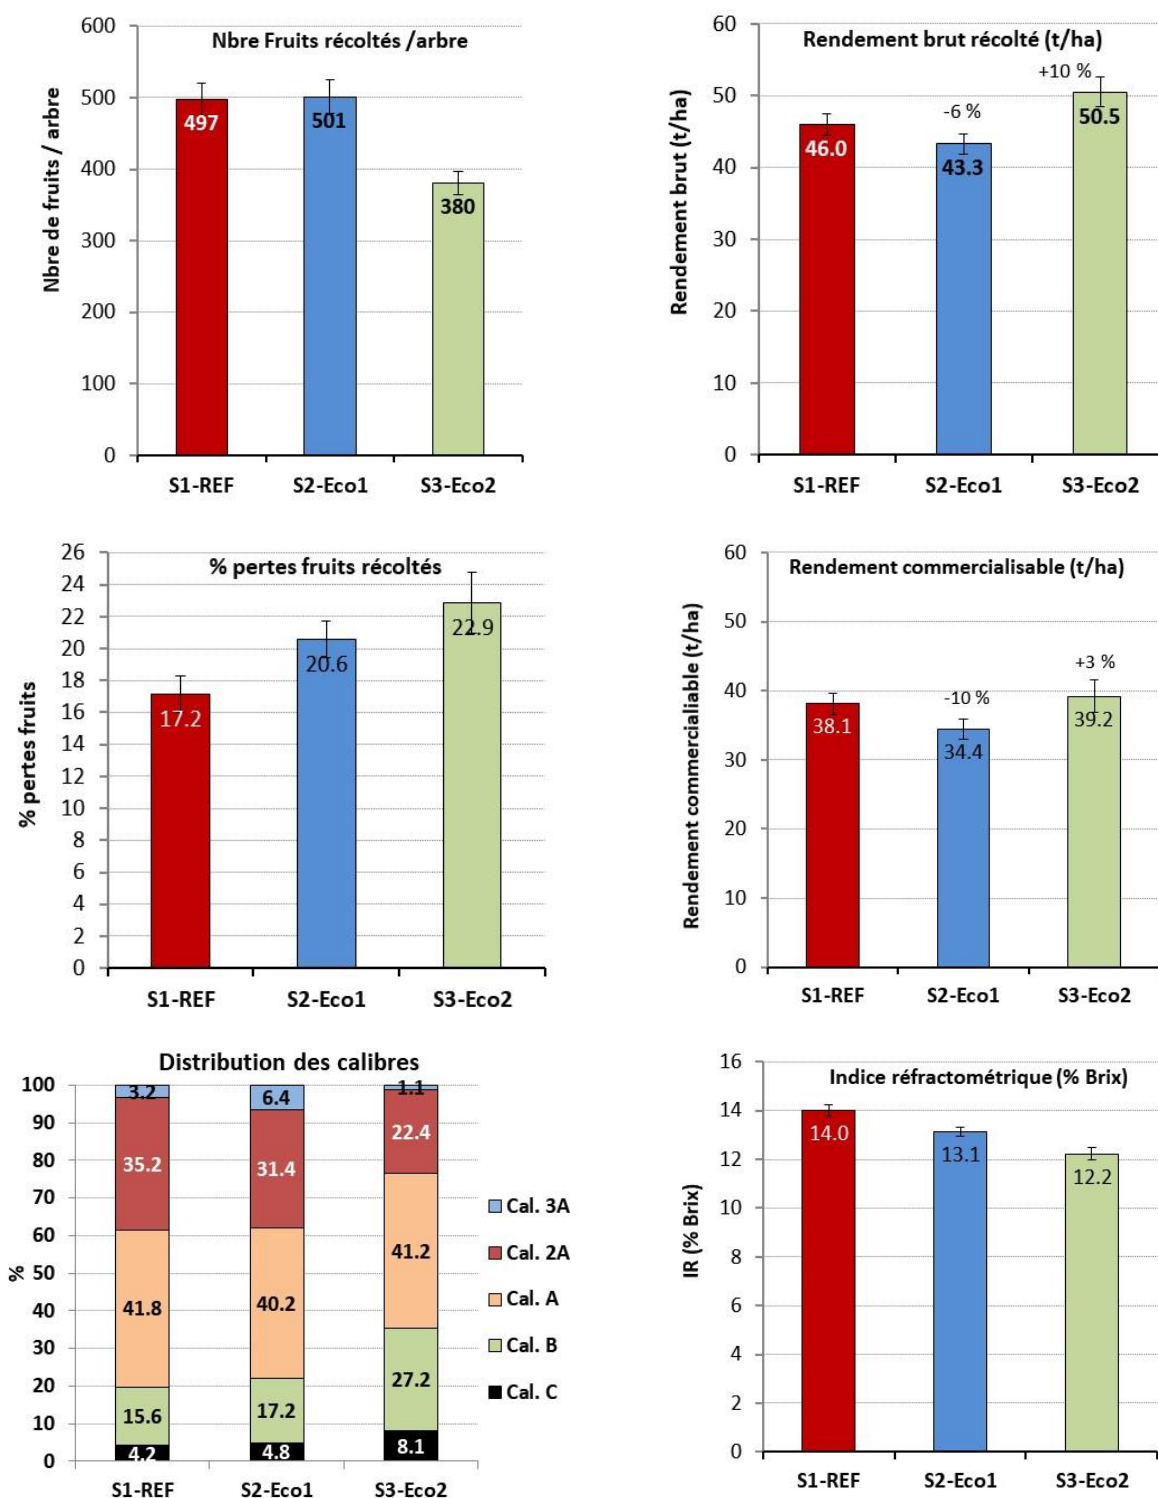 Nbre Fruits récoltés /arbre
Nbre de fruits / arbre
600
500
400
300
200
100
0
497
501
380
S1-REF
S2-Eco1
S3-Eco2
Rendement brut récolté (t/ha)
Rendement brut (t/ha)
60
50
40
30
20
10
0
-6 %
+10 %
46.0
43.3
50.5
S1-REF
S2-Eco1
S3-Eco2
% pertes fruits récoltés
% pertes fruits
26
24
22
20
18
16
14
12
10
8
6
4
2
0
17.2
20.6
22.9
S1-REF
S2-Eco1
S3-Eco2
Rendement commercialisable (t/ha)
Rendement commercialiable (t/ha)
60
50
40
30
20
10
0
-10 %
+3 %
38.1
34.4
39.2
S1-REF
S2-Eco1
S3-Eco2
Distribution des calibres
%
100
90
80
70
60
50
40
30
20
10
0
3.2
35.2
41.8
15.6
4.2
6.4
31.4
40.2
17.2
4.8
1.1
22.4
41.2
27.2
8.1
S1-REF
S2-Eco1
S3-Eco2
Cal. 3A
Cal. 2A
Cal. A
Cal. B
Cal. C
Indice réfractométrique (% Brix)
IR (% Brix)
16
14
12
10
8
6
4
2
0
14.0
13.1
12.2
S1-REF
S2-Eco1
S3-Eco2